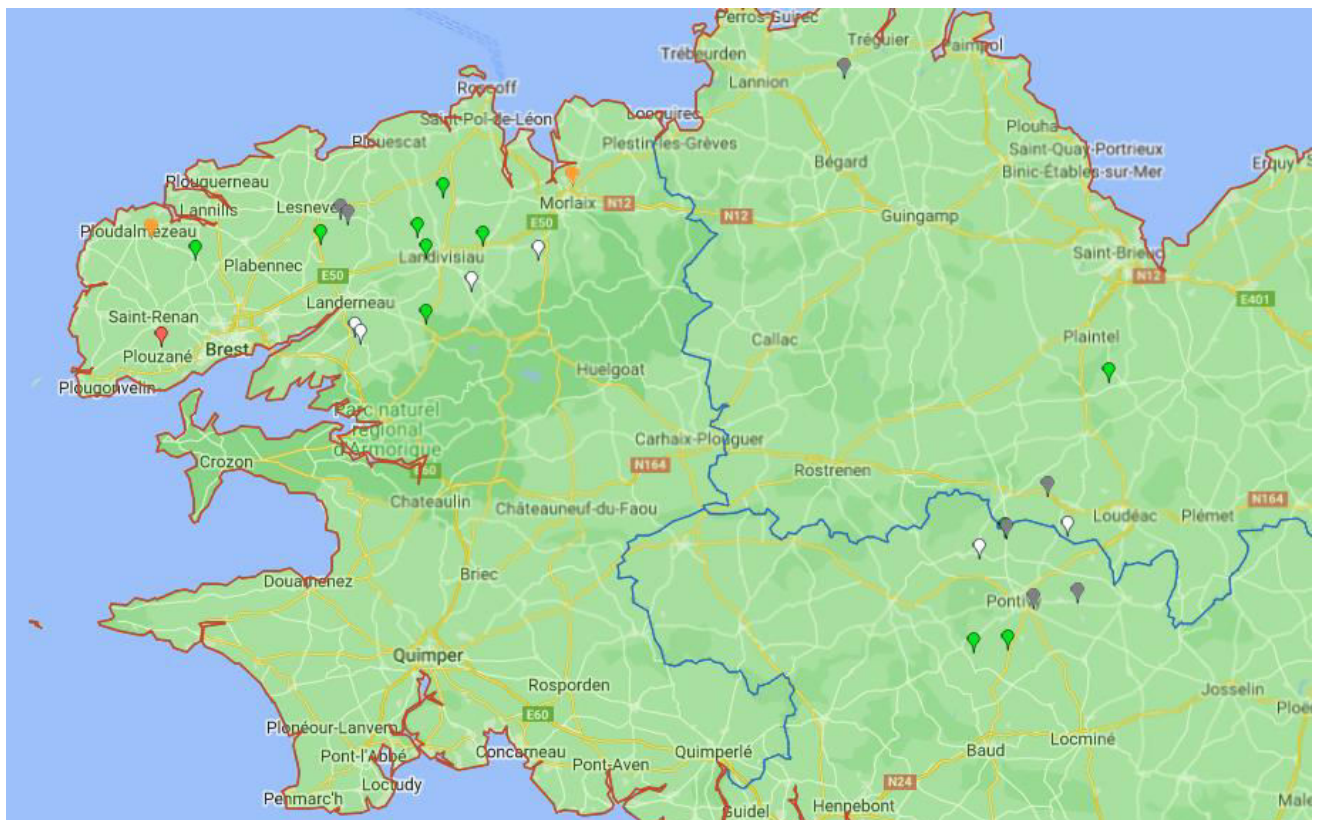 Perros-Guirec
Tréguier
Paimpol
Trébeurden
Lannion
Roscoff
Saint-Pol-de-Léon
Locquirec
Plouescat
Plestin-les-Grèves
Plouha
Saint-Quay-Portrieux
Bégard
Binic-Étables-sur-Mer
Erquy
Plouguerneau
Lannilis
Lesneven
Morlaix
N12
N12
Guingamp
E50
Ploudalmézeau
Landivisiau
Saint-Brieuc
N12
Plabennec
E50
E401
Landerneau
Saint-Renan
Callac
Plaintel
Plouzané
Brest
Plougonvelin
Huelgoat
Parc naturel
régional
d'Armorique
Carhaix-Plouguer
Crozon
N164
Rostrenen
Chateaulin
Châteauneuf-du-Faou
N164
Loudéac
Plémet
Douarnenez
Briec
Pontivy
Quimper
Rosporden
Josselin
E60
Plonéour-Lanvern
Pont-l'Abbé
Concarneau
Pont-Aven
Quimperlé
Baud
Locminé
Loctudy
Penmarc'h
N24
Guidel
Hennebont